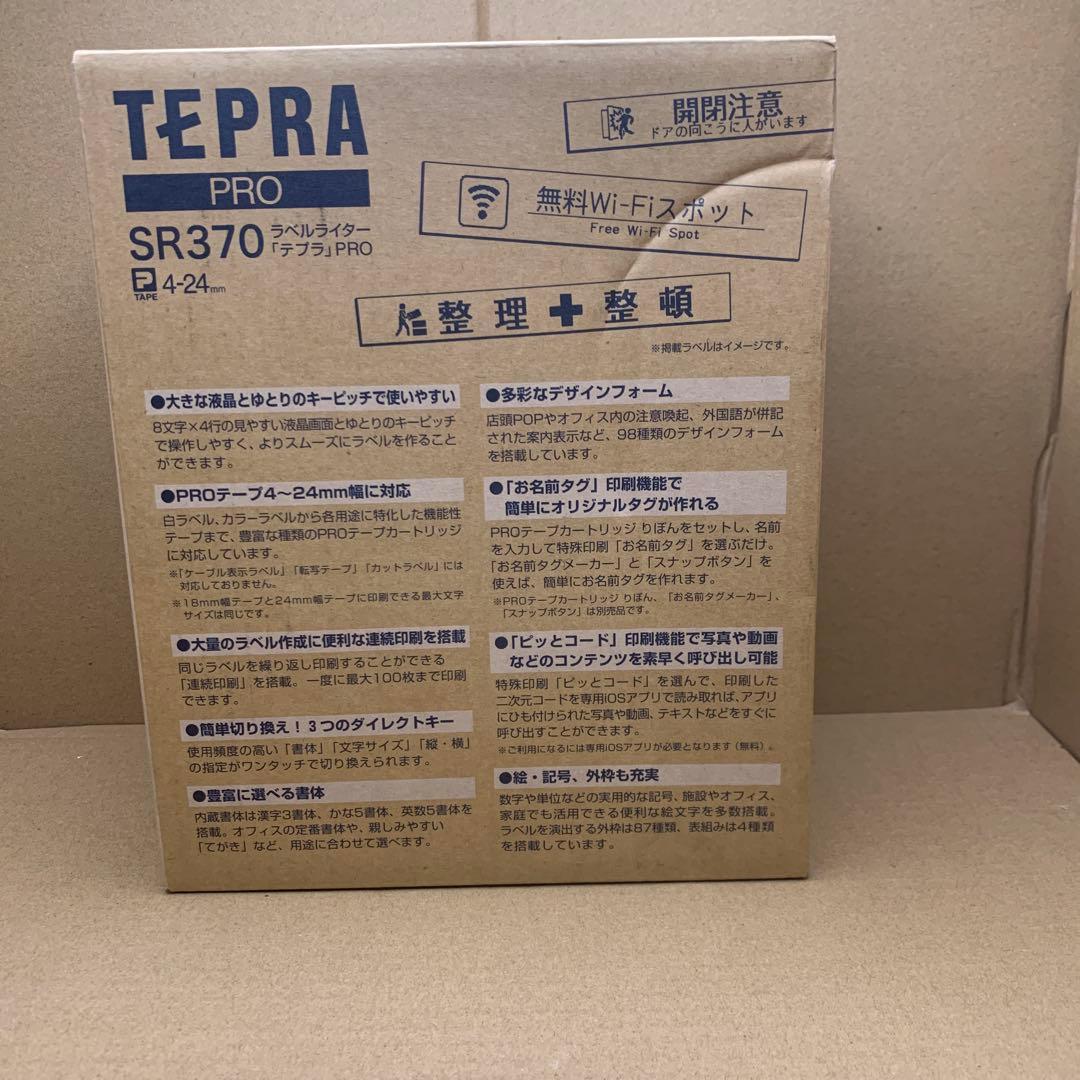 TEPRA
PRO
SR370
ラベルライター
「テプラ」PRO
P
TAPE
4-24mm
開閉注意
ドアの向こうに人がいます
無料Wi-Fiスポット
Free Wi-Fi Spot
整理✚整頓
※掲載ラベルはイメージです。
●大きな液晶とゆとりのキーピッチで使いやすい
8文字×4行の見やすい液晶画面とゆとりのキーピッチ
で操作しやすく、よりスムーズにラベルを作ること
ができます。
●PROテープ4〜24mm幅に対応
白ラベル、カラーラベルから各用途に特化した機能性
テープまで、豊富な種類のPROテープカートリッジ
に対応しています。
※「ケーブル表示ラベル」「転写テープ」「カットラベル」には
対応しておりません。
※18mm幅テープと24mm幅テープに印刷できる最大文字
サイズは同じです。
●大量のラベル作成に便利な連続印刷を搭載
同じラベルを繰り返し印刷することができる
「連続印刷」を搭載。一度に最大100枚まで印刷
できます。
●簡単切り換え！3つのダイレクトキー
使用頻度の高い「書体」「文字サイズ」「縦・横」
の指定がワンタッチで切り換えられます。
●豊富に選べる書体
内蔵書体は漢字3書体、かな5書体、英数5書体を
搭載。オフィスの定番書体や、親しみやすい
「てがき」など、用途に合わせて選べます。
●多彩なデザインフォーム
店頭POPやオフィス内の注意喚起、外国語が併記
された案内表示など、98種類のデザインフォーム
を搭載しています。
●「お名前タグ」印刷機能で
簡単にオリジナルタグが作れる
PROテープカートリッジ りぼんをセットし、名前
を入力して特殊印刷「お名前タグ」を選ぶだけ。
「お名前タグメーカー」と「スナップボタン」を
使えば、簡単にお名前タグを作れます。
※PROテープカートリッジ りぼん、「お名前タグメーカー」、
「スナップボタン」は別売品です。
●「ピッとコード」印刷機能で写真や動画
などのコンテンツを素早く呼び出し可能
特殊印刷「ピッとコード」を選んで、印刷した
二次元コードを専用iOSアプリで読み取れば、アプリ
にひも付けられた写真や動画、テキストなどをすぐに
呼び出すことができます。
※ご利用になるには専用iOSアプリが必要となります（無料）。
●絵・記号、外枠も充実
数字や単位などの実用的な記号、施設やオフィス、
家庭でも活用できる便利な絵文字を多数搭載。
ラベルを演出する外枠は87種類、表組みは4種類
を搭載しています。